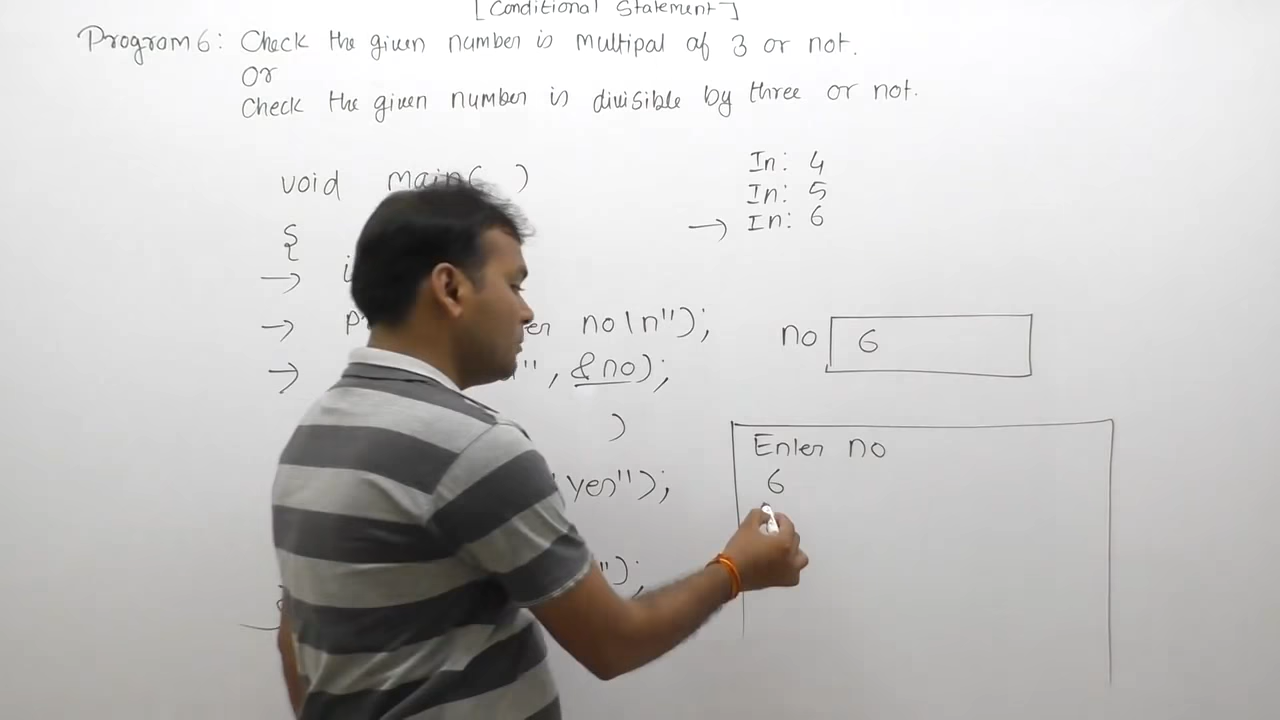 [Conditional Statement]
Program 6: Check the given number is multipal of 3 or not.
Or
Check the given number is divisible by three or not.
void main( )
{
→ i
→ P er no \n");
→ ", &no);
)
"yes");
");
In: 4
In: 5
→ In: 6
no 6
Enter no
6